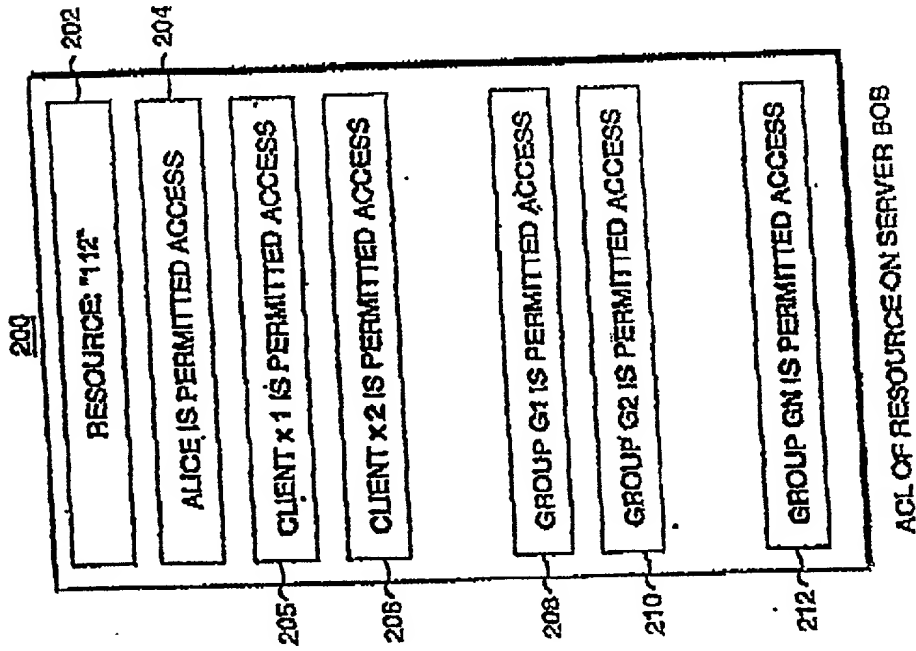 200
RESOURCE: "112"
202
ALICE IS PERMITTED ACCESS
204
CLIENT X 1 IS PERMITTED ACCESS
205
CLIENT X 2 IS PERMITTED ACCESS
206
GROUP G1 IS PERMITTED ACCESS
208
GROUP G2 IS PERMITTED ACCESS
210
GROUP GN IS PERMITTED ACCESS
212
ACL OF RESOURCE ON SERVER BOB